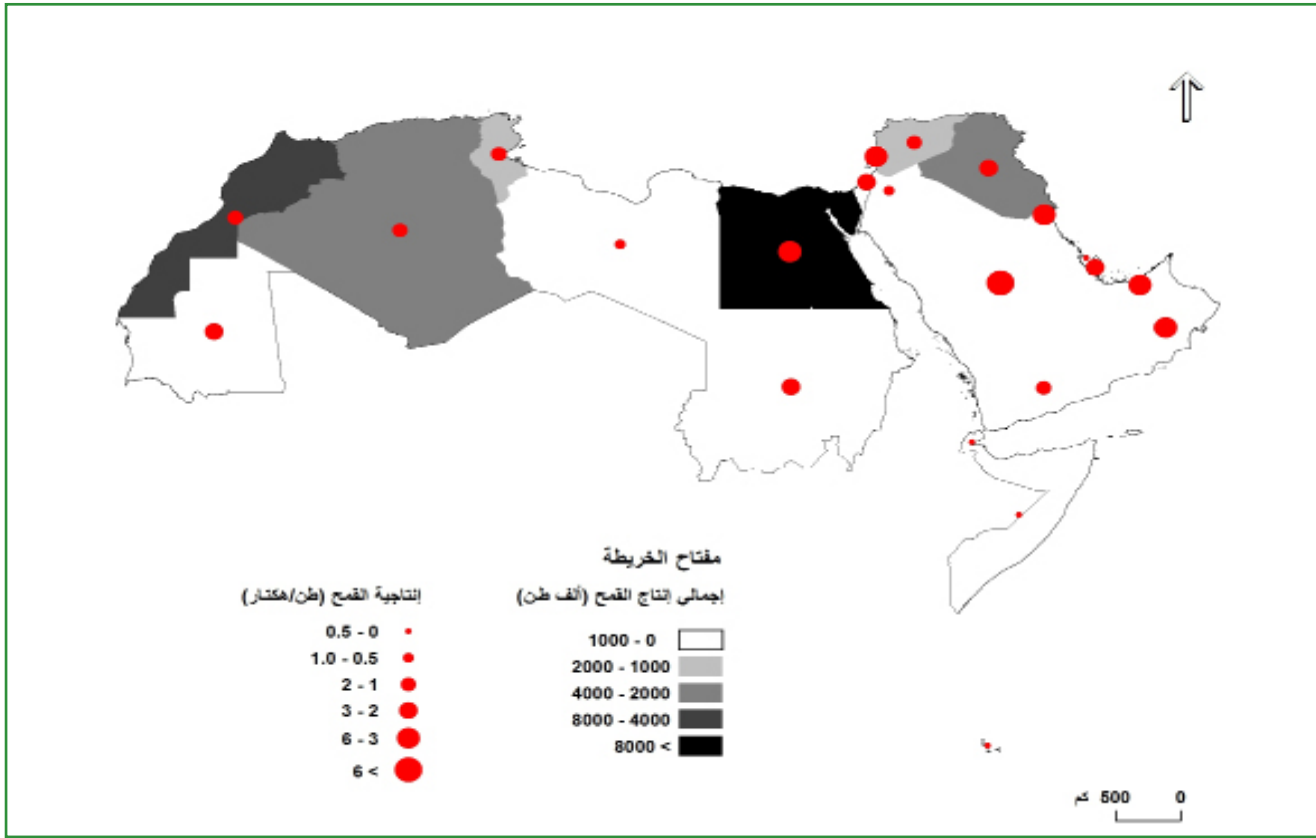 مفتاح الخريطة
إجمالي إنتاج القمح (ألف طن)
1000 - 0
2000 - 1000
4000 - 2000
8000 - 4000
8000 <
إنتاجية القمح (طن/هكتار)
0.5 - 0
1.0 - 0.5
2 - 1
3 - 2
6 - 3
6 <
0 500 كم